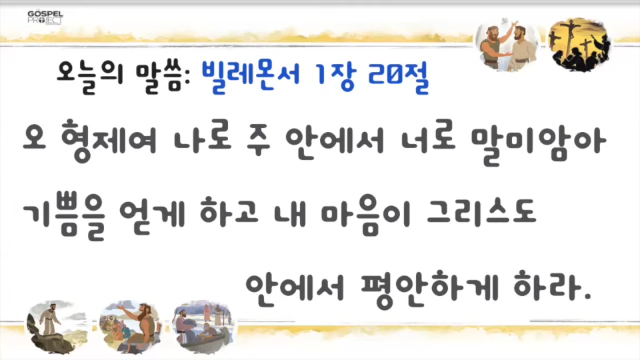 GOSPEL
PROJECT
오늘의 말씀: 빌레몬서 1장 20절
오 형제여 나로 주 안에서 너로 말미암아
기쁨을 얻게 하고 내 마음이 그리스도
안에서 평안하게 하라.